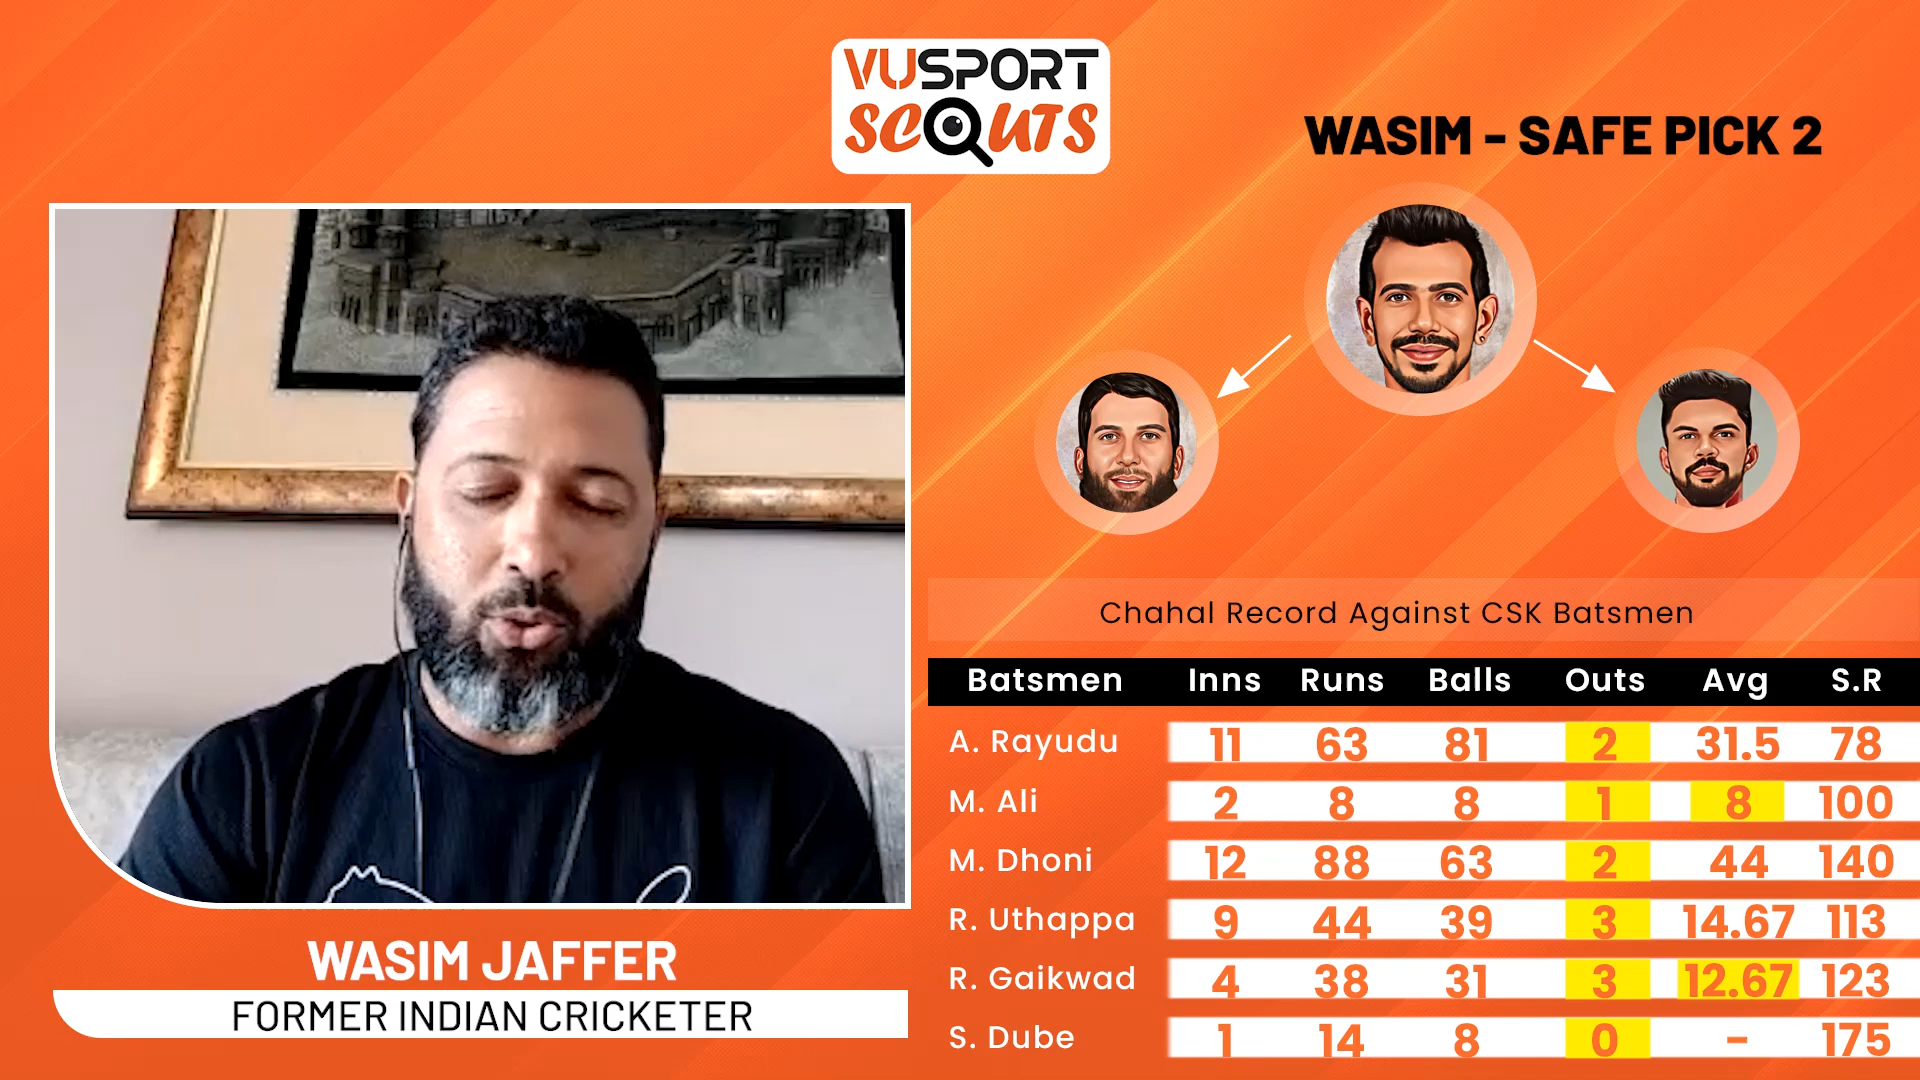 VUSPORT
SCOUTS
WASIM - SAFE PICK 2
Chahal Record Against CSK Batsmen
Batsmen Inns Runs Balls Outs Avg S.R
A. Rayudu 11 63 81 2 31.5 78
M. Ali 2 8 8 1 8 100
M. Dhoni 12 88 63 2 44 140
R. Uthappa 9 44 39 3 14.67 113
R. Gaikwad 4 38 31 3 12.67 123
S. Dube 1 14 8 0 - 175
WASIM JAFFER
FORMER INDIAN CRICKETER